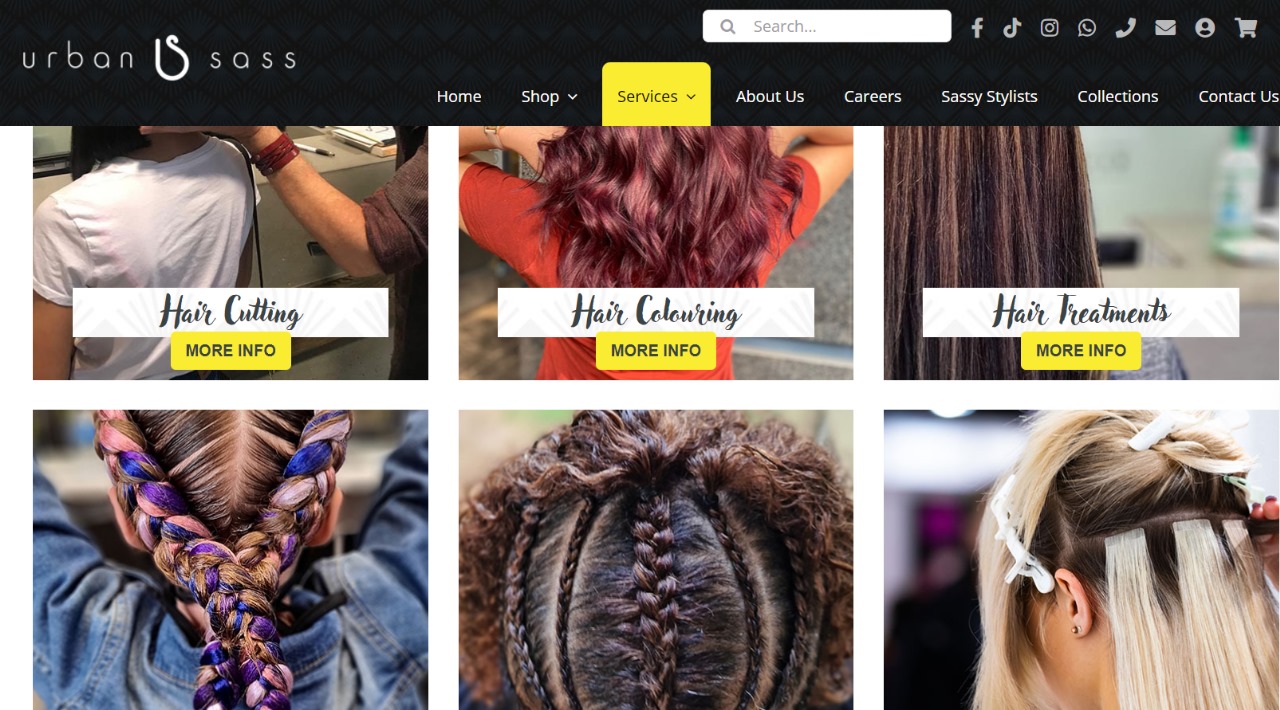 urban sass
Search...
Home Shop Services About Us Careers Sassy Stylists Collections Contact Us
Hair Cutting
MORE INFO
Hair Colouring
MORE INFO
Hair Treatments
MORE INFO